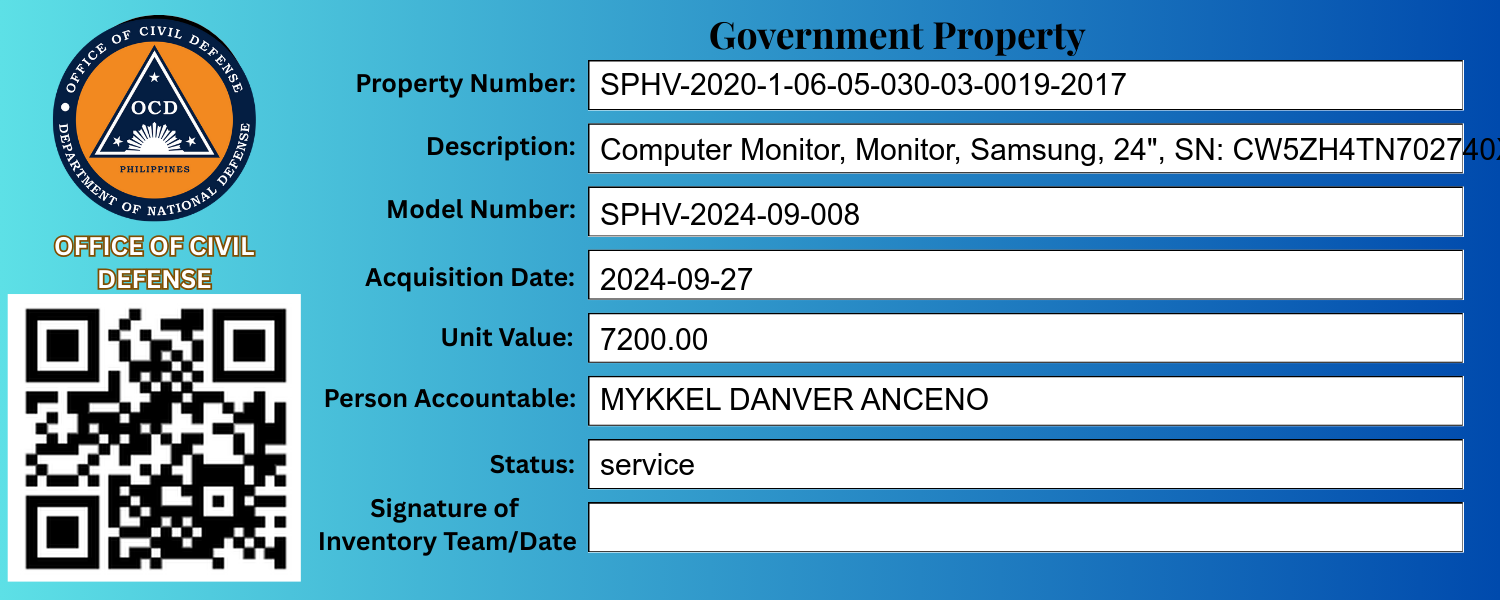 OFFICE OF CIVIL DEFENSE
OCD
PHILIPPINES
DEPARTMENT OF NATIONAL DEFENSE
OFFICE OF CIVIL
DEFENSE
Government Property
Property Number: SPHV-2020-1-06-05-030-03-0019-2017
Description: Computer Monitor, Monitor, Samsung, 24", SN: CW5ZH4TN702740
Model Number: SPHV-2024-09-008
Acquisition Date: 2024-09-27
Unit Value: 7200.00
Person Accountable: MYKKEL DANVER ANCENO
Status: service
Signature of
Inventory Team/Date